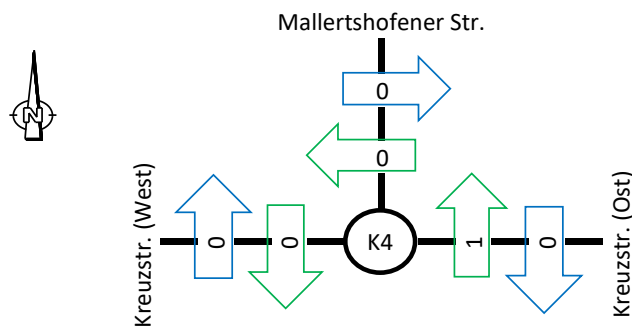 Mallertshofener Str.
0
N
0
Kreuzstr. (West)
0
0
K4
1
0
Kreuzstr. (Ost)